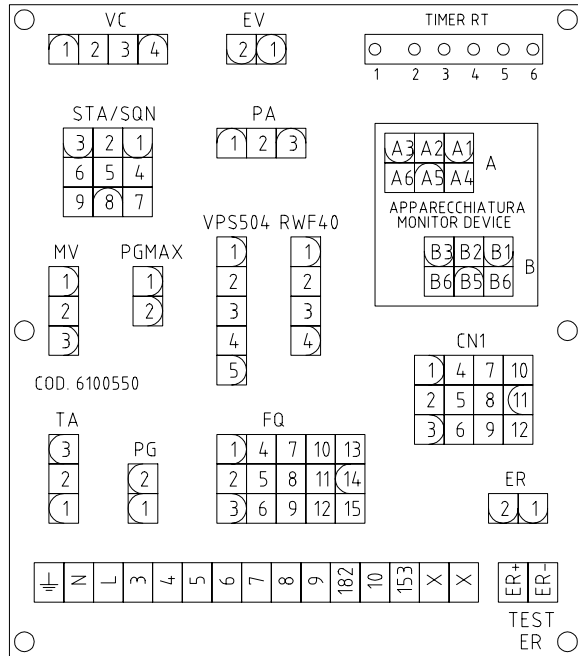 VC EV TIMER RT
1 2 3 4 2 1
1 2 3 4 5 6
STA/SQN PA
3 2 1 1 2 3
6 5 4
9 8 7
A3 A2 A1
A6 A5 A4 A
APPARECCHIATURA
MONITOR DEVICE
B3 B2 B1
B6 B5 B6 B
VPS504 RWF40
1 1
2 2
3 3
4 4
5
MV PGMAX
1 1
2 2
3
CN1
1 4 7 10
2 5 8 11
3 6 9 12
COD. 6100550
TA PG FQ
3
2 2
1 1
1 4 7 10 13
2 5 8 11 14
3 6 9 12 15
ER
2 1
N L 3 4 5 6 7 8 9 182 10 153 X X ER+ ER-
TEST
ER